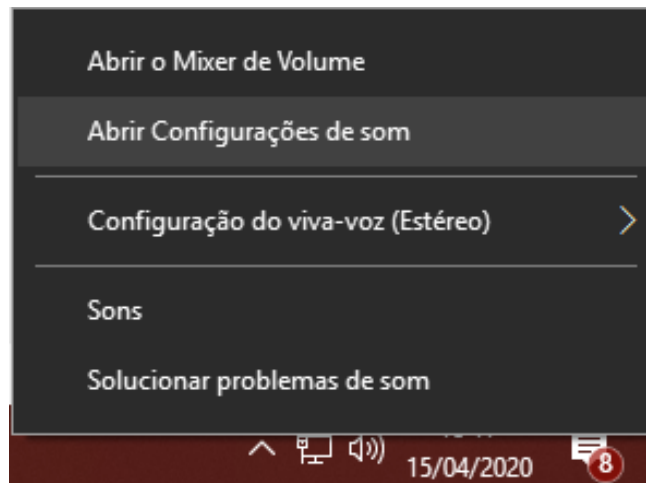 Abrir o Mixer de Volume
Abrir Configurações de som
Configuração do viva-voz (Estéreo)
Sons
Solucionar problemas de som
15/04/2020
8